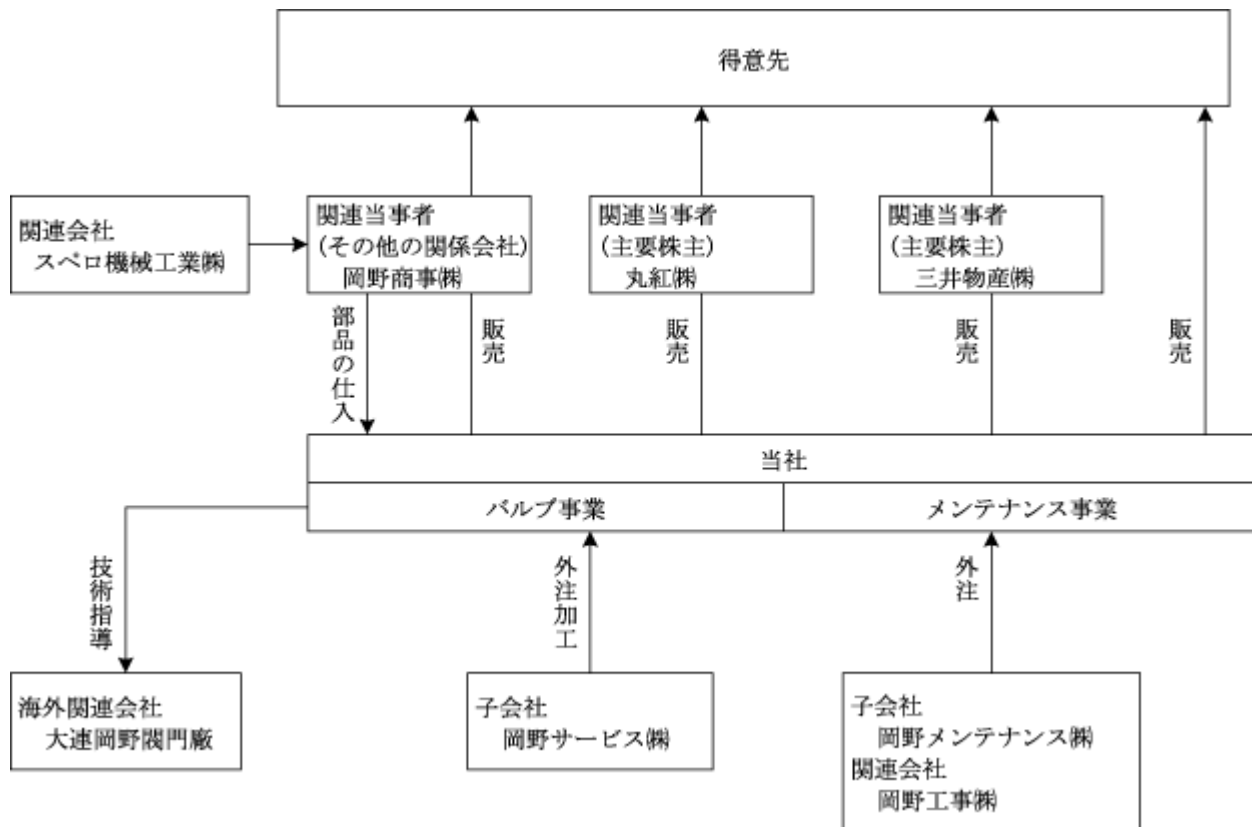 得意先
関連会社
スペロ機械工業㈱
関連当事者
(その他の関係会社)
岡野商事㈱
関連当事者
(主要株主)
丸紅㈱
関連当事者
(主要株主)
三井物産㈱
部品の仕入
販売
販売
販売
販売
当社
バルブ事業
メンテナンス事業
技術指導
外注加工
外注
海外関連会社
大連岡野閥門廠
子会社
岡野サービス㈱
子会社
岡野メンテナンス㈱
関連会社
岡野工事㈱